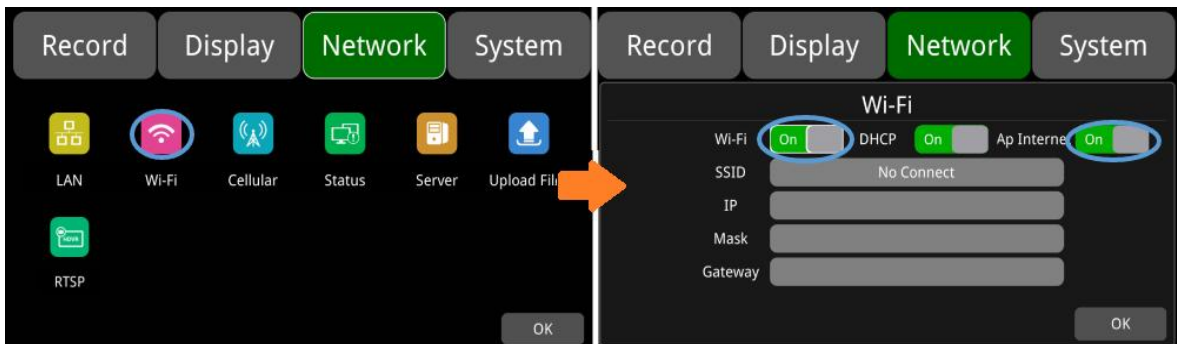 Record Display Network System
LAN Wi-Fi Cellular Status Server Upload
RTSP
OK
Record Display Network System
Wi-Fi
Wi-Fi On DHCP On Ap Interne On
SSID No Connect
IP
Mask
Gateway
OK